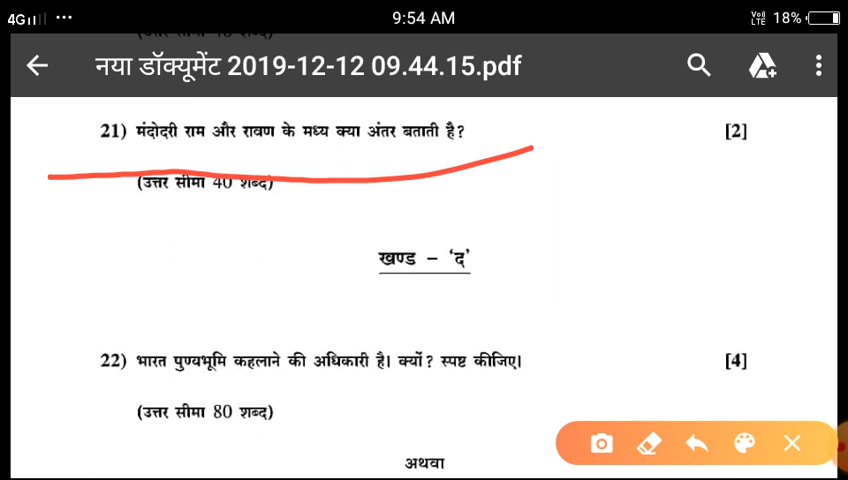 4G ... 9:54 AM Vo) LTE 18%
नया डॉक्यूमेंट 2019-12-12 09.44.15.pdf
21) मंदोदरी राम और रावण के मध्य क्या अंतर बताती है? [2]
(उत्तर सीमा 40 शब्द)
खण्ड – ‘द’
22) भारत पुण्यभूमि कहलाने की अधिकारी है। क्यों? स्पष्ट कीजिए। [4]
(उत्तर सीमा 80 शब्द)
अथवा